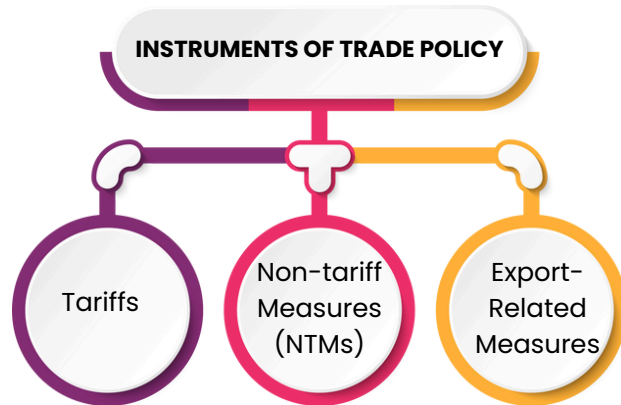 INSTRUMENTS OF TRADE POLICY
Tariffs
Non-tariff
Measures
(NTMs)
Export-
Related
Measures